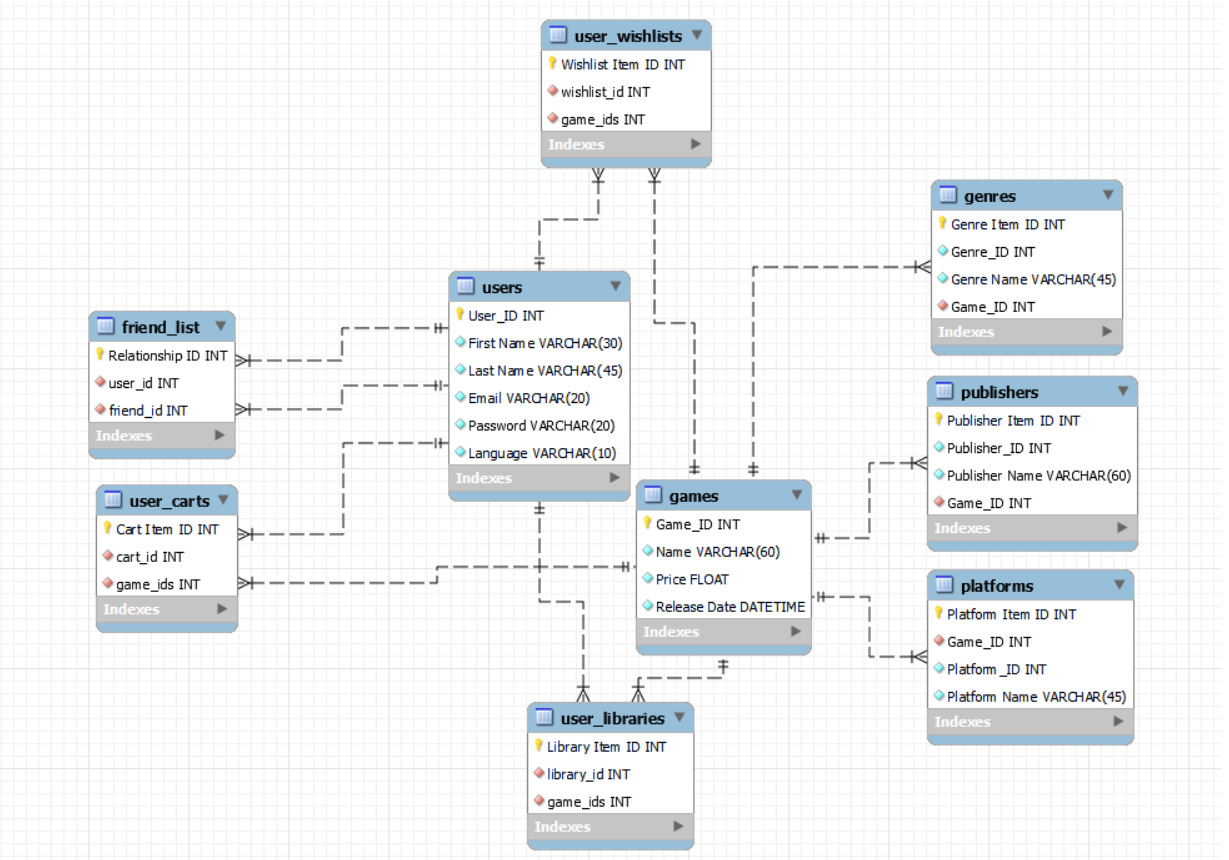 user_wishlists
Wishlist Item ID INT
wishlist_id INT
game_ids INT
Indexes
genres
Genre Item ID INT
Genre_ID INT
Genre Name VARCHAR(45)
Game_ID INT
Indexes
users
User_ID INT
First Name VARCHAR(30)
Last Name VARCHAR(45)
Email VARCHAR(20)
Password VARCHAR(20)
Language VARCHAR(10)
Indexes
friend_list
Relationship ID INT
user_id INT
friend_id INT
Indexes
publishers
Publisher Item ID INT
Publisher_ID INT
Publisher Name VARCHAR(60)
Game_ID INT
Indexes
user_carts
Cart Item ID INT
cart_id INT
game_ids INT
Indexes
games
Game_ID INT
Name VARCHAR(60)
Price FLOAT
Release Date DATETIME
Indexes
platforms
Platform Item ID INT
Game_ID INT
Platform_ID INT
Platform Name VARCHAR(45)
Indexes
user_libraries
Library Item ID INT
library_id INT
game_ids INT
Indexes